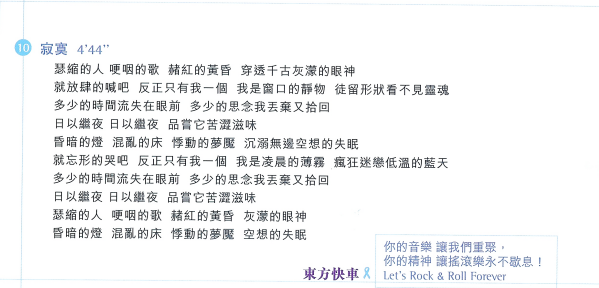 10 寂寞 4'44''
瑟縮的人 哽咽的歌 赭紅的黃昏 穿透千古灰濛的眼神
就放肆的喊吧 反正只有我一個 我是窗口的靜物 徒留形狀看不見靈魂
多少的時間流失在眼前 多少的思念我丟棄又拾回
日以繼夜 日以繼夜 品嘗它苦澀滋味
昏暗的燈 混亂的床 悸動的夢魘 沉溺無邊空想的失眠
就忘形的哭吧 反正只有我一個 我是凌晨的薄霧 瘋狂迷戀低溫的藍天
多少的時間流失在眼前 多少的思念我丟棄又拾回
日以繼夜 日以繼夜 品嘗它苦澀滋味
瑟縮的人 哽咽的歌 赭紅的黃昏 灰濛的眼神
昏暗的燈 混亂的床 悸動的夢魘 空想的失眠
東方快車
你的音樂 讓我們重聚，
你的精神 讓搖滾樂永不歇息！
Let's Rock & Roll Forever